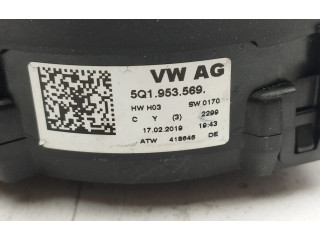 VW AG
5Q1.953.569.
HW H03 SW 0170
C Y (3) 2299
17.02.2019 19:43
ATW 418646 DE